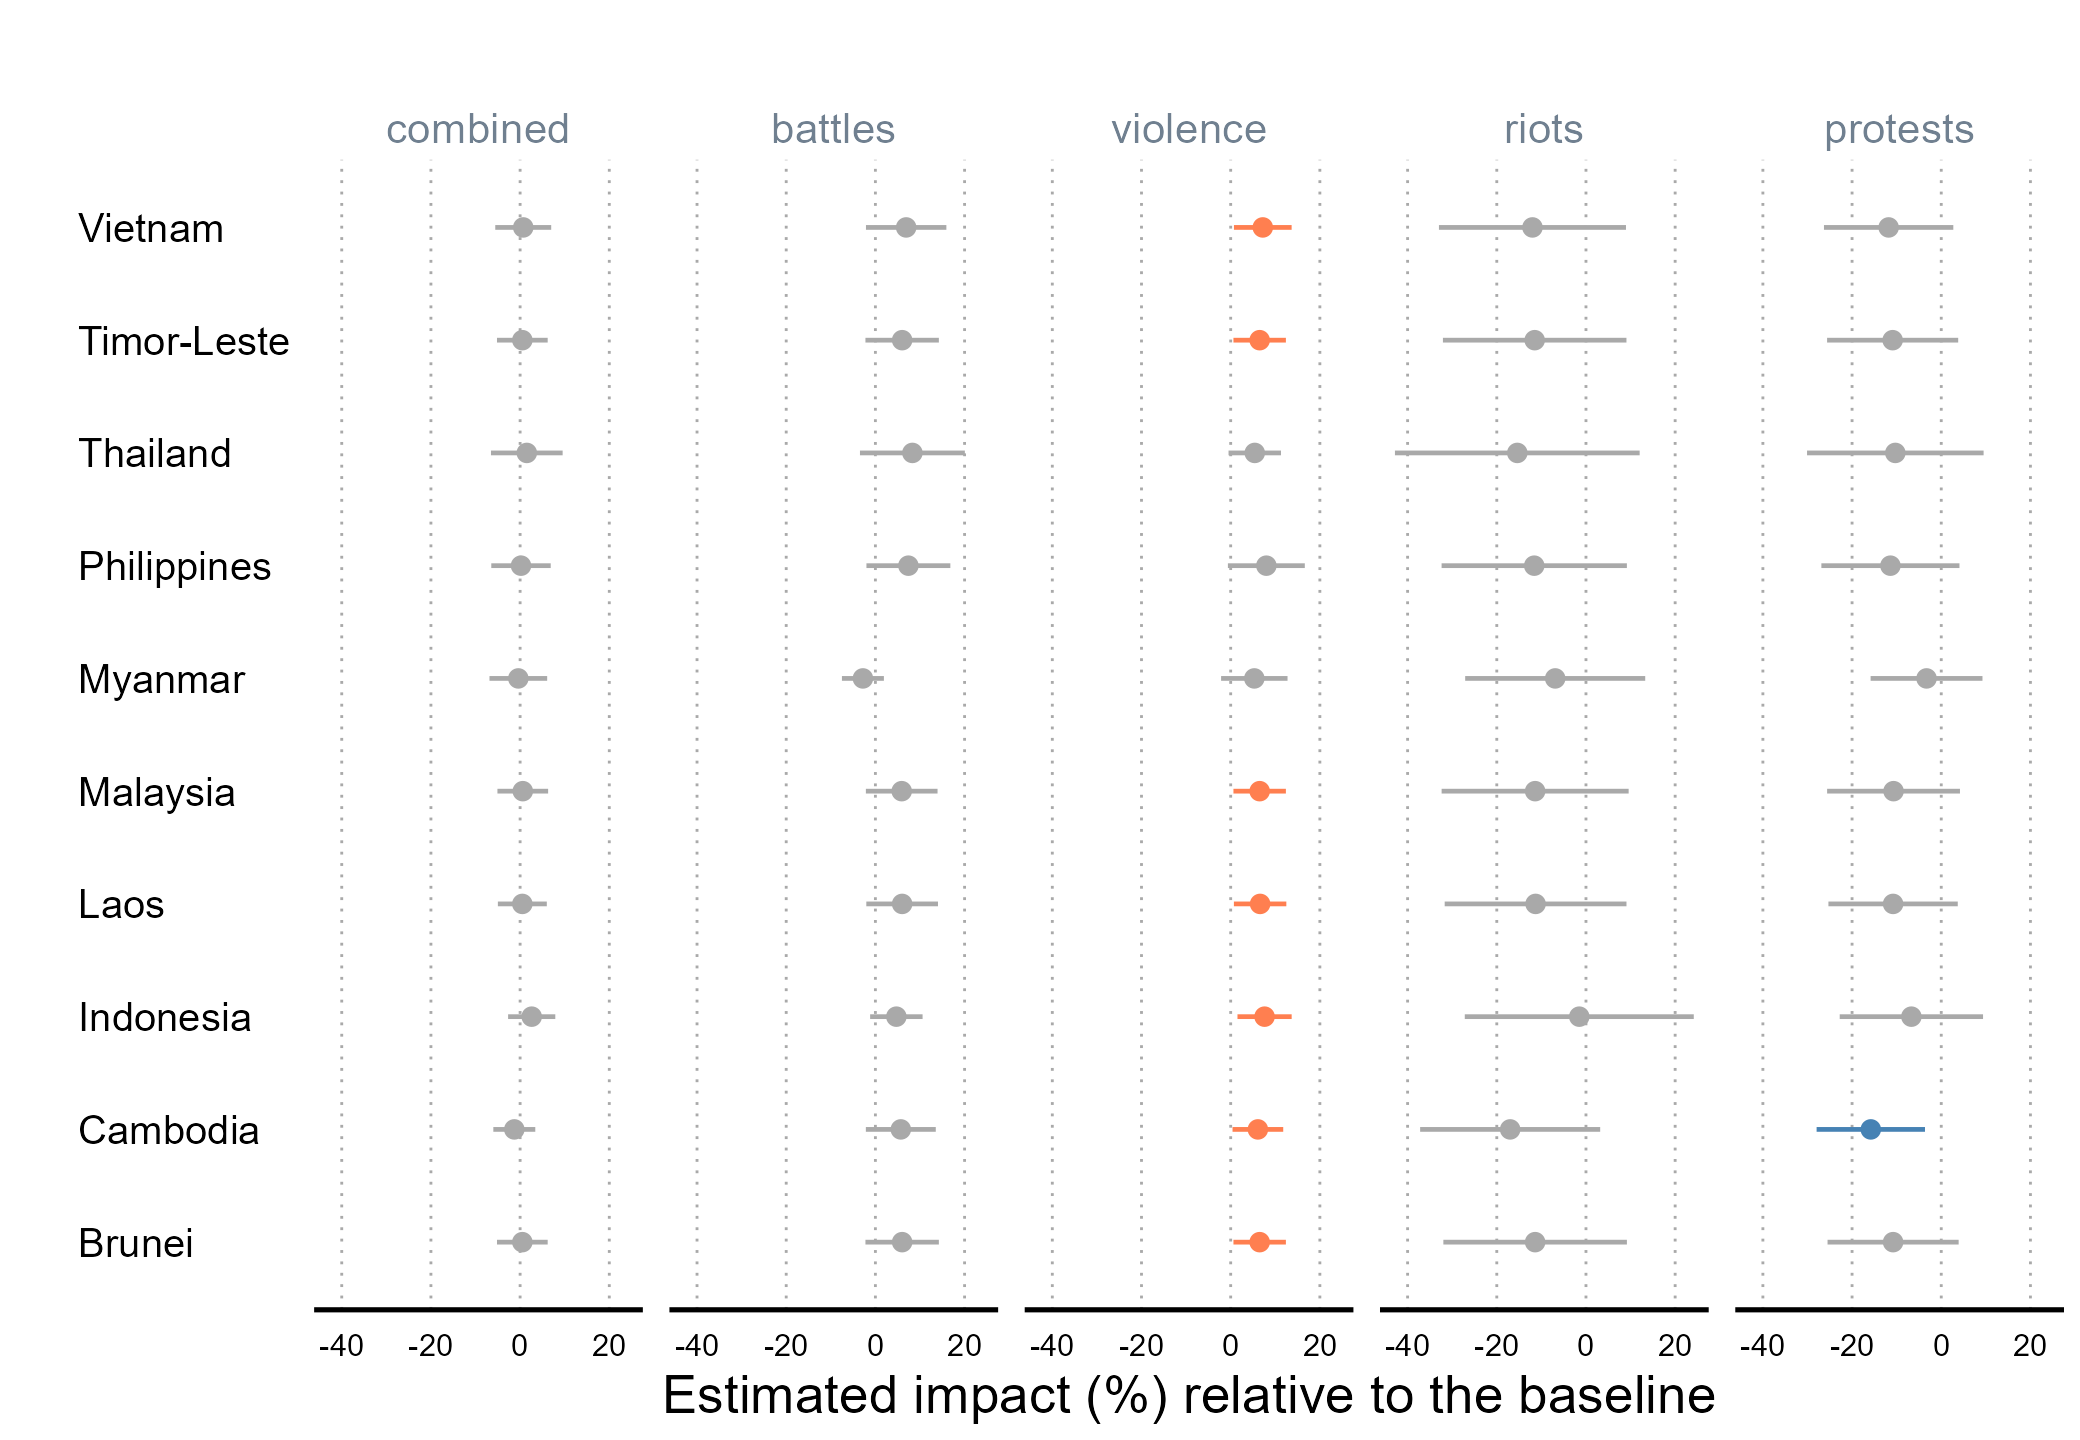 combined battles violence riots protests
Vietnam
Timor-Leste
Thailand
Philippines
Myanmar
Malaysia
Laos
Indonesia
Cambodia
Brunei
-40 -20 0 20 -40 -20 0 20 -40 -20 0 20 -40 -20 0 20 -40 -20 0 20
Estimated impact (%) relative to the baseline